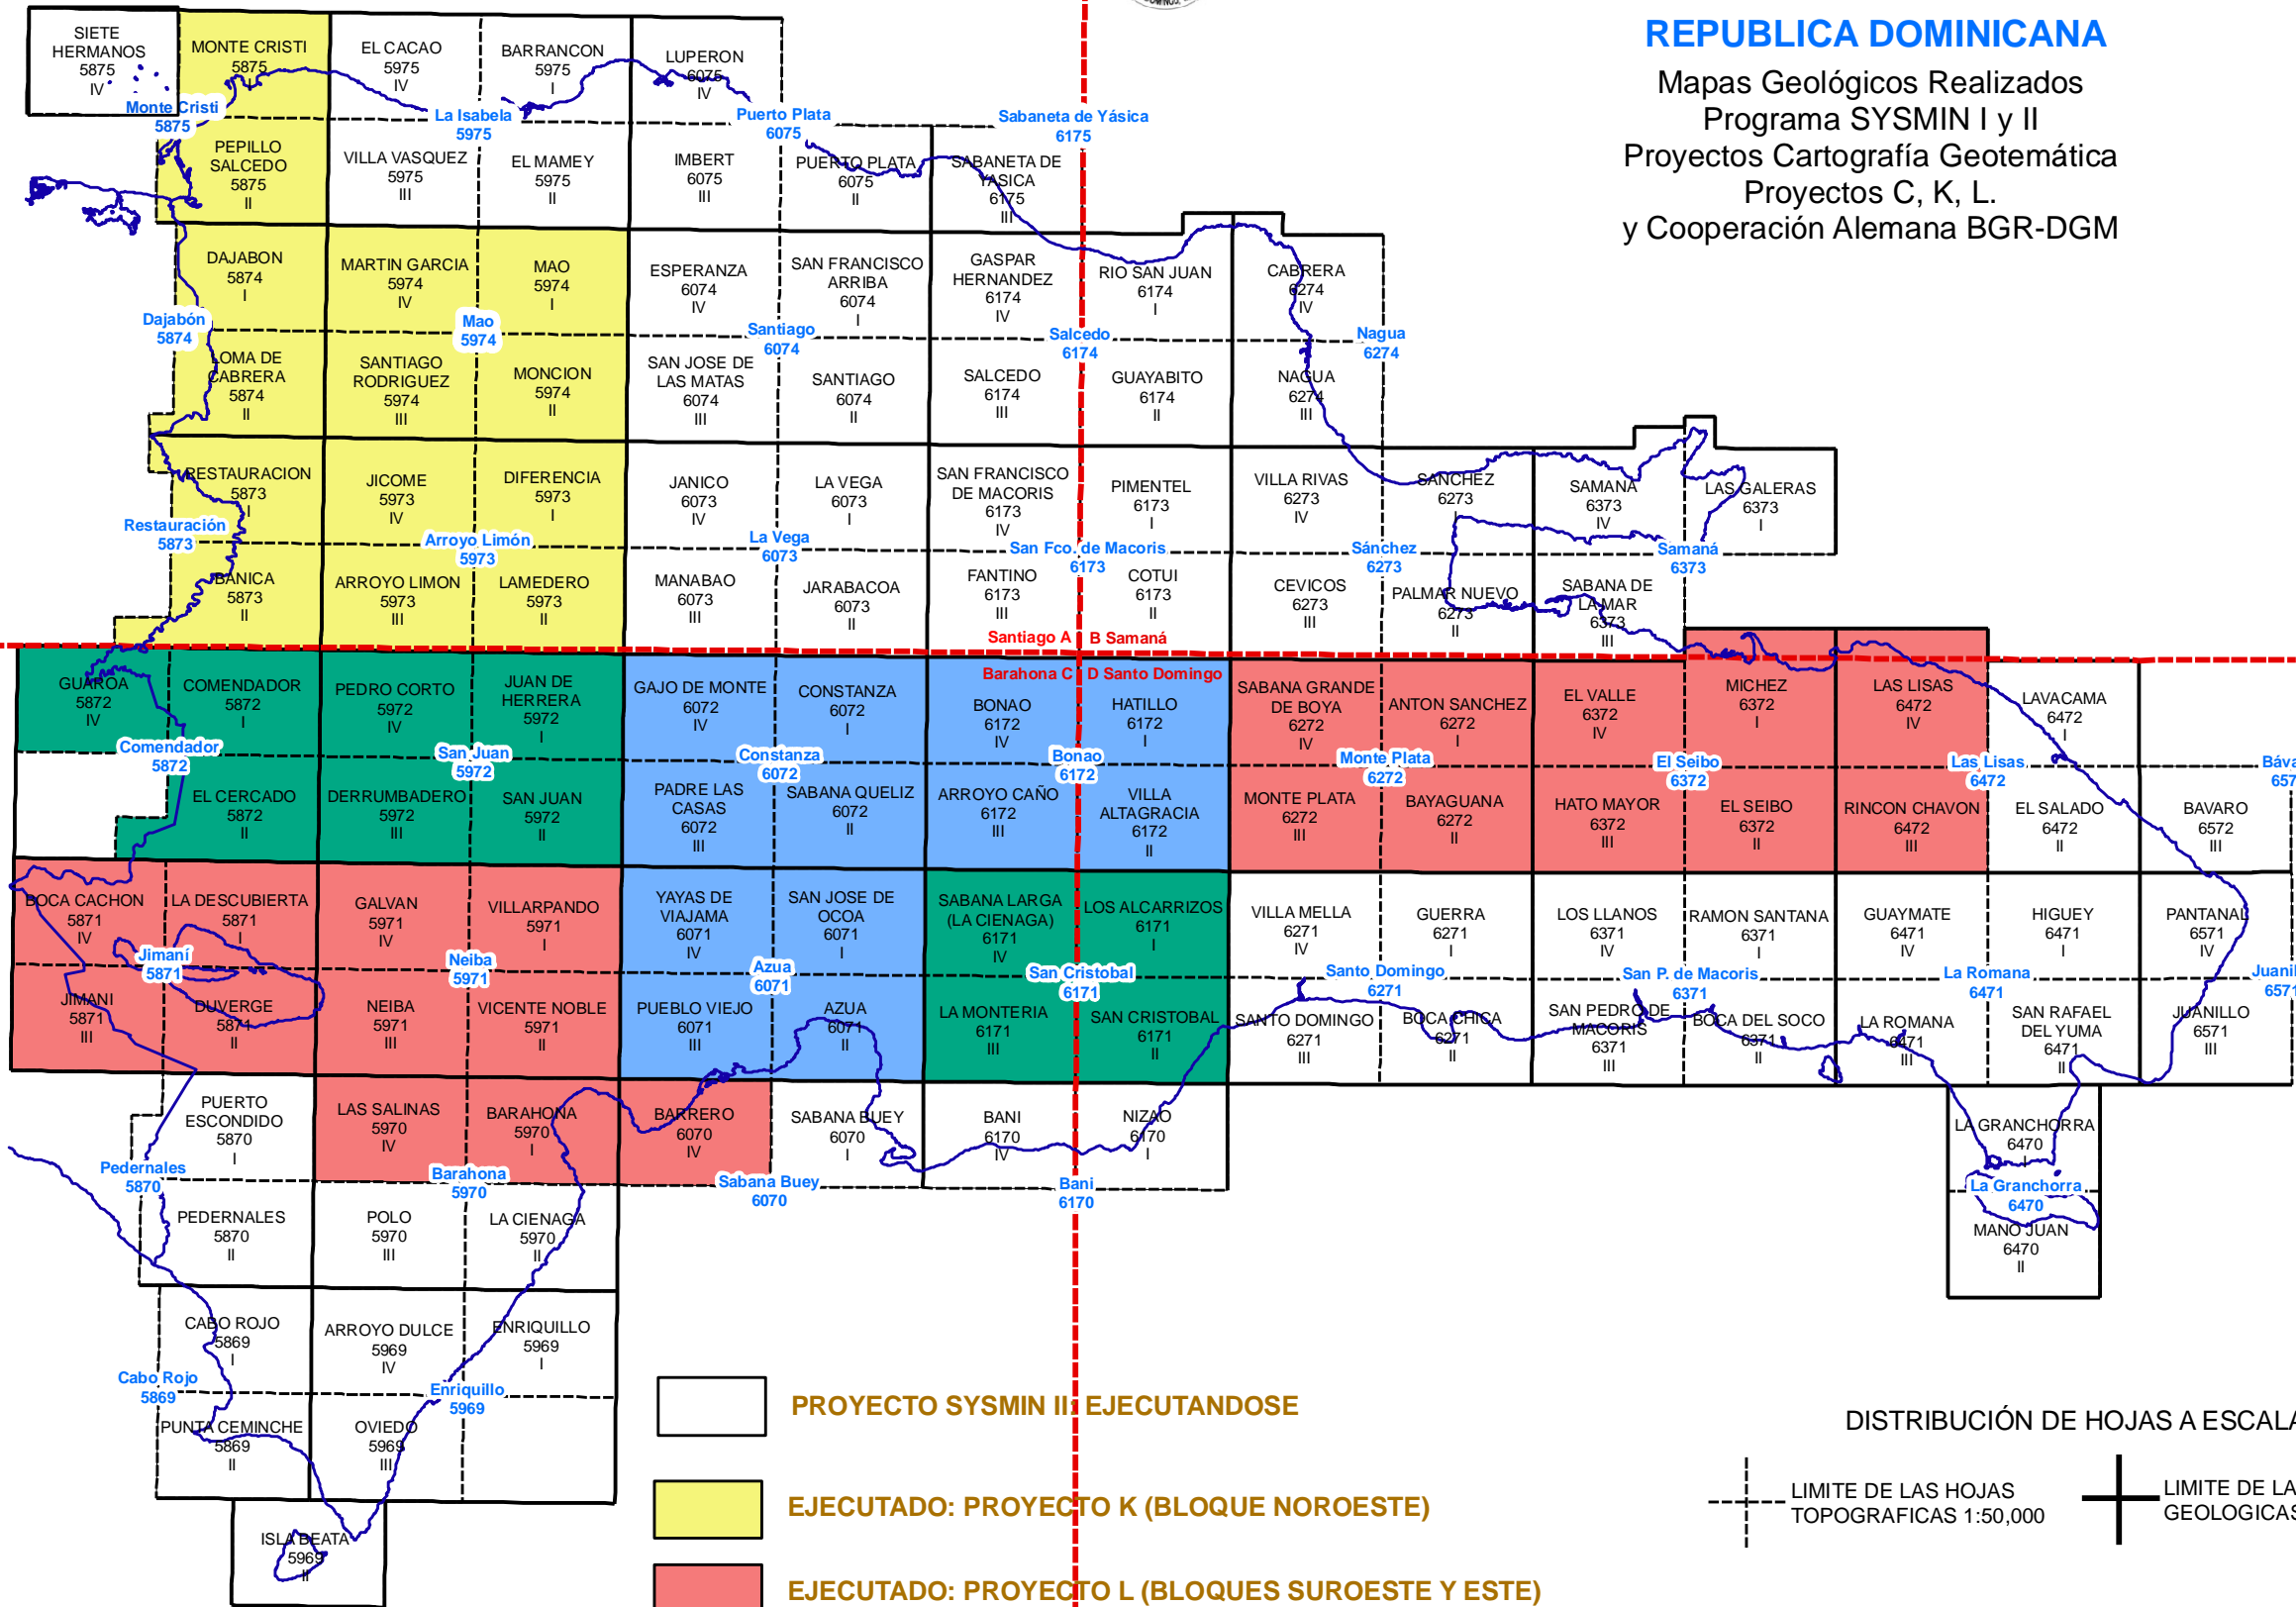 REPUBLICA DOMINICANA
Mapas Geológicos Realizados
Programa SYSMIN I y II
Proyectos Cartografía Geotemática
Proyectos C, K, L.
y Cooperación Alemana BGR-DGM
SIETE
HERMANOS
5875
IV
MONTE CRISTI
5875
I
EL CACAO
5975
IV
BARRANCON
5975
I
LUPERON
6075
IV
Monte Cristi
5875
La Isabela
5975
Puerto Plata
6075
Sabaneta de Yásica
6175
PEPILLO
SALCEDO
5875
II
VILLA VASQUEZ
5975
III
EL MAMEY
5975
II
IMBERT
6075
III
PUERTO PLATA
6075
II
SABANETA DE
YASICA
6175
III
DAJABON
5874
I
MARTIN GARCIA
5974
IV
MAO
5974
I
ESPERANZA
6074
IV
SAN FRANCISCO
ARRIBA
6074
I
GASPAR
HERNANDEZ
6174
IV
RIO SAN JUAN
6174
I
CABRERA
6274
IV
Dajabón
5874
Mao
5974
Santiago
6074
Salcedo
6174
Nagua
6274
LOMA DE
CABRERA
5874
II
SANTIAGO
RODRIGUEZ
5974
III
MONCION
5974
II
SAN JOSE DE
LAS MATAS
6074
III
SANTIAGO
6074
II
SALCEDO
6174
III
GUAYABITO
6174
II
NAGUA
6274
III
RESTAURACION
5873
I
JICOME
5973
IV
DIFERENCIA
5973
I
JANICO
6073
IV
LA VEGA
6073
I
SAN FRANCISCO
DE MACORIS
6173
IV
PIMENTEL
6173
I
VILLA RIVAS
6273
IV
SANCHEZ
6273
I
SAMANA
6373
IV
LAS GALERAS
6373
I
Restauración
5873
Arroyo Limón
5973
La Vega
6073
San Fco. de Macoris
6173
Sánchez
6273
Samaná
6373
BANICA
5873
II
ARROYO LIMON
5973
III
LAMEDERO
5973
II
MANABAO
6073
III
JARABACOA
6073
II
FANTINO
6173
III
COTUI
6173
II
CEVICOS
6273
III
PALMAR NUEVO
6273
II
SABANA DE
LA MAR
6373
III
Santiago A
B Samaná
Barahona C
D Santo Domingo
GUAROA
5872
IV
COMENDADOR
5872
I
PEDRO CORTO
5972
IV
JUAN DE
HERRERA
5972
I
GAJO DE MONTE
6072
IV
CONSTANZA
6072
I
BONAO
6172
IV
HATILLO
6172
I
SABANA GRANDE
DE BOYA
6272
IV
ANTON SANCHEZ
6272
I
EL VALLE
6372
IV
MICHEZ
6372
I
LAS LISAS
6472
IV
LAVACAMA
6472
I
Comendador
5872
San Juan
5972
Constanza
6072
Bonao
6172
Monte Plata
6272
El Seibo
6372
Las Lisas
6472
EL CERCADO
5872
II
DERRUMBADERO
5972
III
SAN JUAN
5972
II
PADRE LAS
CASAS
6072
III
SABANA QUELIZ
6072
II
ARROYO CAÑO
6172
III
VILLA
ALTAGRACIA
6172
II
MONTE PLATA
6272
III
BAYAGUANA
6272
II
HATO MAYOR
6372
III
EL SEIBO
6372
II
RINCON CHAVON
6472
III
EL SALADO
6472
II
BAVARO
6572
III
BOCA CACHON
5871
IV
LA DESCUBIERTA
5871
I
GALVAN
5971
IV
VILLARPANDO
5971
I
YAYAS DE
VIAJAMA
6071
IV
SAN JOSE DE
OCOA
6071
I
SABANA LARGA
(LA CIENAGA)
6171
IV
LOS ALCARRIZOS
6171
I
VILLA MELLA
6271
IV
GUERRA
6271
I
LOS LLANOS
6371
IV
RAMON SANTANA
6371
I
GUAYMATE
6471
IV
HIGUEY
6471
I
PANTANAL
6571
IV
Jimaní
5871
Neiba
5971
Azua
6071
San Cristobal
6171
Santo Domingo
6271
San P. de Macoris
6371
La Romana
6471
6571
JIMANI
5871
III
DUVERGE
5871
II
NEIBA
5971
III
VICENTE NOBLE
5971
II
PUEBLO VIEJO
6071
III
AZUA
6071
II
LA MONTERIA
6171
III
SAN CRISTOBAL
6171
II
SANTO DOMINGO
6271
III
BOCA CHICA
6271
II
SAN PEDRO DE
MACORIS
6371
III
BOCA DEL SOCO
6371
II
LA ROMANA
6471
III
SAN RAFAEL
DEL YUMA
6471
II
JUANILLO
6571
III
PUERTO
ESCONDIDO
5870
I
LAS SALINAS
5970
IV
BARAHONA
5970
I
BARRERO
6070
IV
SABANA BUEY
6070
I
BANI
6170
IV
NIZAO
6170
I
LA GRANCHORRA
6470
I
Pedernales
5870
Barahona
5970
Sabana Buey
6070
Bani
6170
La Granchorra
6470
PEDERNALES
5870
II
POLO
5970
III
LA CIENAGA
5970
II
MANO JUAN
6470
II
CABO ROJO
5869
I
ARROYO DULCE
5969
IV
ENRIQUILLO
5969
I
Cabo Rojo
5869
Enriquillo
5969
PUNTA CEMINCHE
5869
II
OVIEDO
5969
III
ISLA BEATA
5969
II
PROYECTO SYSMIN II: EJECUTANDOSE
EJECUTADO: PROYECTO K (BLOQUE NOROESTE)
EJECUTADO: PROYECTO L (BLOQUES SUROESTE Y ESTE)
DISTRIBUCIÓN DE HOJAS A ESCALA
LIMITE DE LAS HOJAS
TOPOGRAFICAS 1:50,000
LIMITE DE LA
GEOLOGICAS